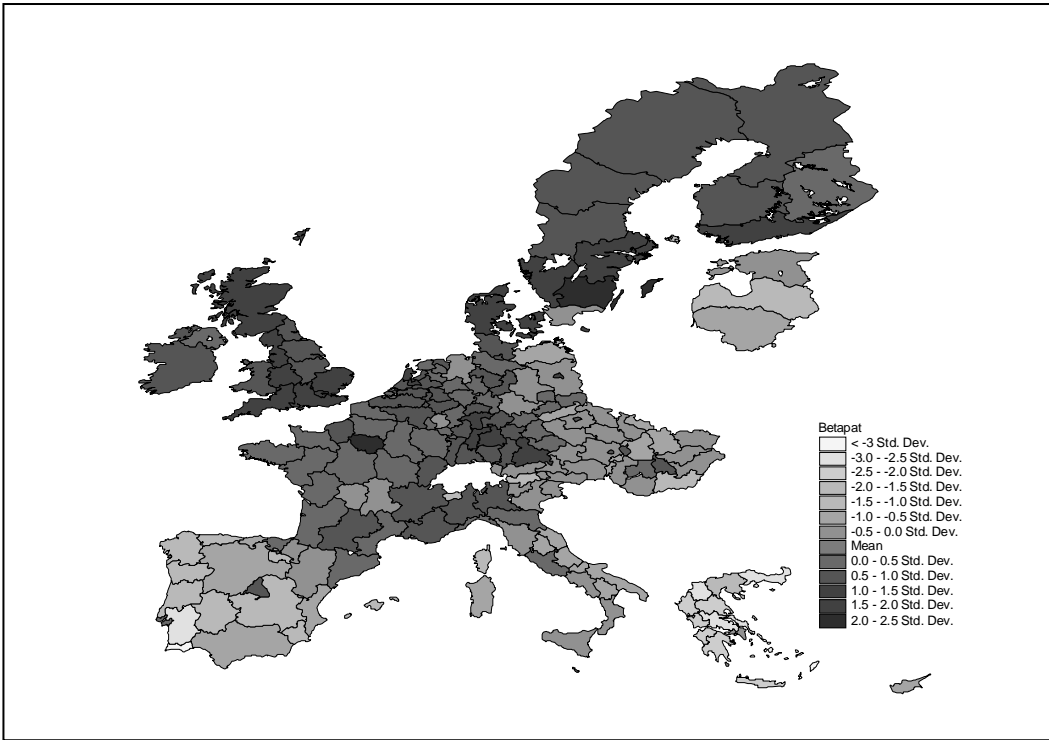 Betapat
< -3 Std. Dev.
-3.0 - -2.5 Std. Dev.
-2.5 - -2.0 Std. Dev.
-2.0 - -1.5 Std. Dev.
-1.5 - -1.0 Std. Dev.
-1.0 - -0.5 Std. Dev.
-0.5 - 0.0 Std. Dev.
Mean
0.0 - 0.5 Std. Dev.
0.5 - 1.0 Std. Dev.
1.0 - 1.5 Std. Dev.
1.5 - 2.0 Std. Dev.
2.0 - 2.5 Std. Dev.